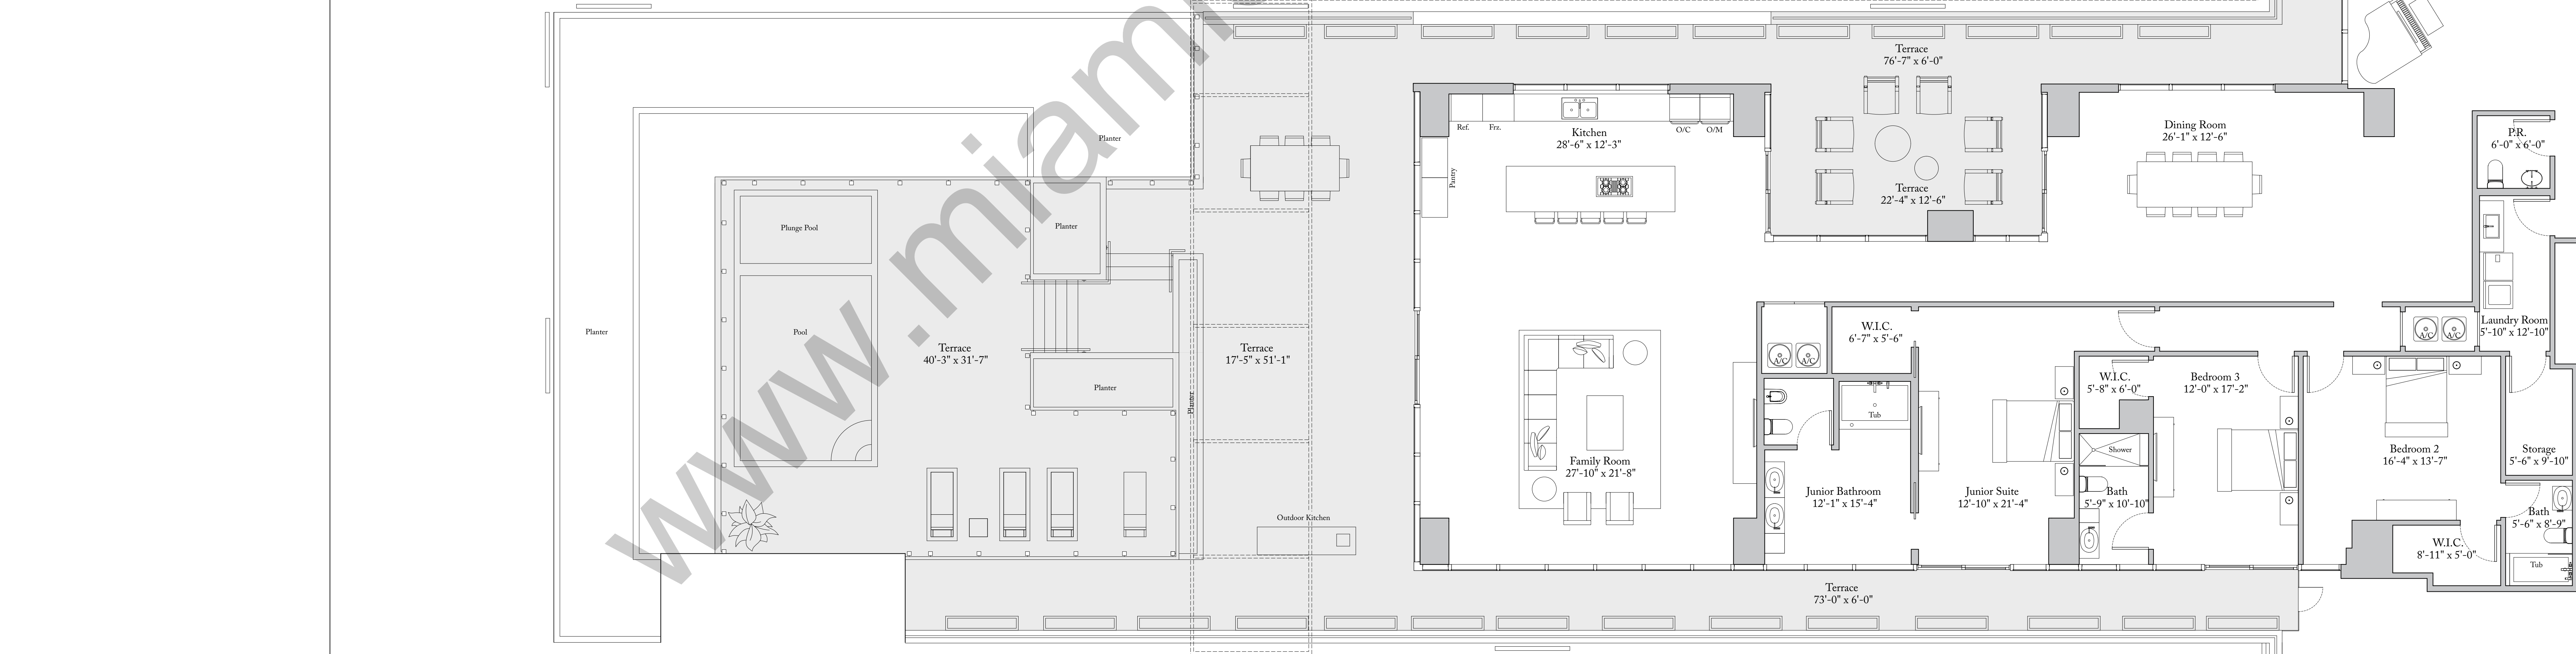 www.miami
Planter
Planter
Planter
Plunge Pool
Pool
Terrace
40'-3" x 31'-7"
Planter
Planter
Terrace
17'-5" x 51'-1"
Outdoor Kitchen
Ref.
Frz.
Kitchen
28'-6" x 12'-3"
O/C
O/M
Pantry
Terrace
76'-7" x 6'-0"
Terrace
22'-4" x 12'-6"
Dining Room
26'-1" x 12'-6"
P.R.
6'-0" x 6'-0"
Laundry Room
5'-10" x 12'-10"
A/C
A/C
W.I.C.
6'-7" x 5'-6"
A/C
A/C
Tub
Family Room
27'-10" x 21'-8"
Junior Bathroom
12'-1" x 15'-4"
Junior Suite
12'-10" x 21'-4"
W.I.C.
5'-8" x 6'-0"
Bedroom 3
12'-0" x 17'-2"
Shower
Bath
5'-9" x 10'-10"
Bedroom 2
16'-4" x 13'-7"
Storage
5'-6" x 9'-10"
Bath
5'-6" x 8'-9"
W.I.C.
8'-11" x 5'-0"
Tub
Terrace
73'-0" x 6'-0"